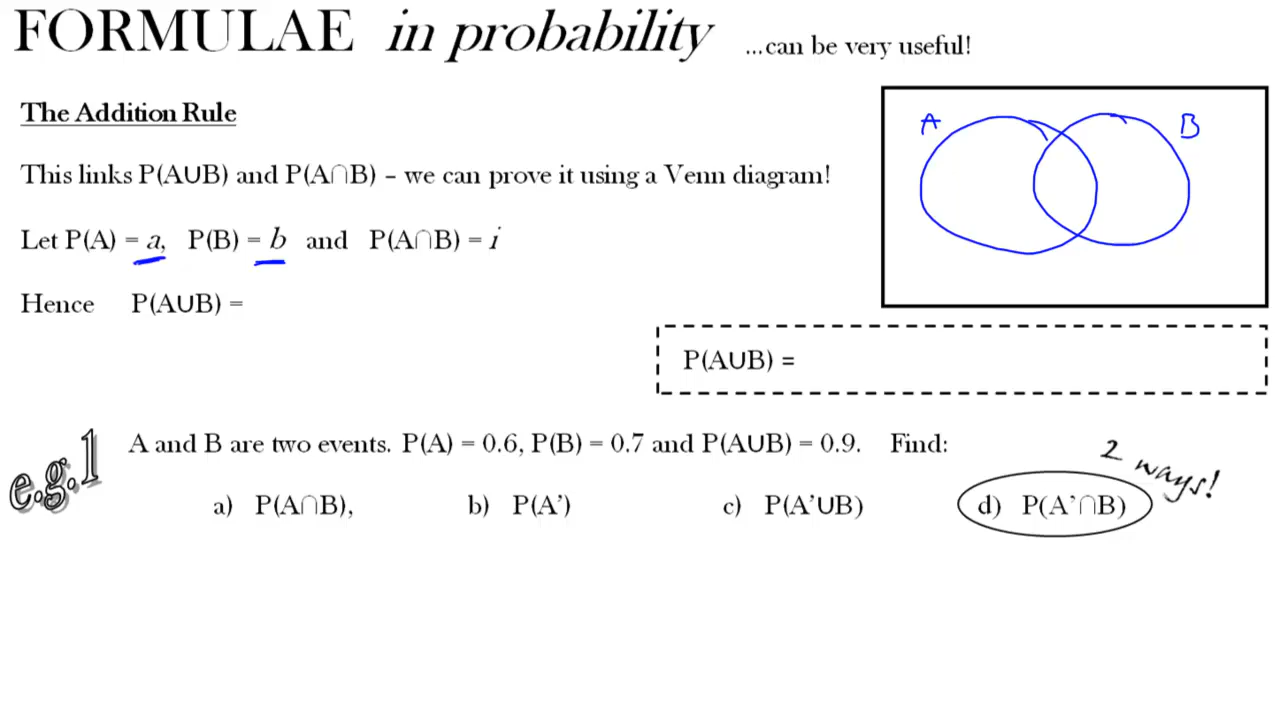 FORMULAE in probability ...can be very useful!
The Addition Rule
A B
This links P(A∪B) and P(A∩B) – we can prove it using a Venn diagram!
Let P(A) = a, P(B) = b and P(A∩B) = i
Hence P(A∪B) =
P(A∪B) =
e.g.1 A and B are two events. P(A) = 0.6, P(B) = 0.7 and P(A∪B) = 0.9. Find:
2 ways!
a) P(A∩B), b) P(A’) c) P(A’∪B) d) P(A’∩B)